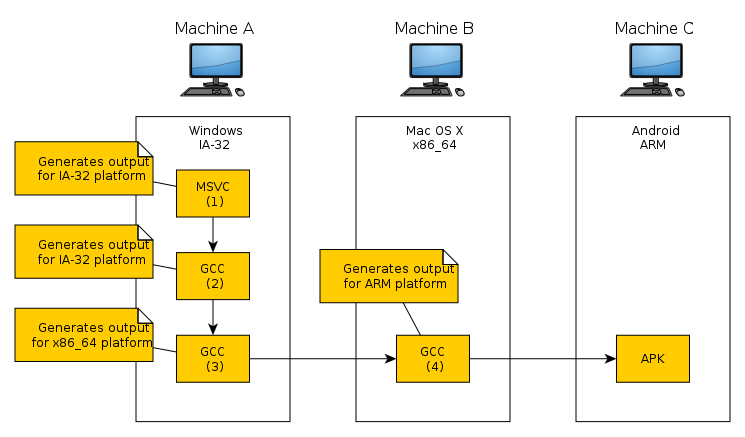 Machine A
Machine B
Machine C
Windows
IA-32
Mac OS X
x86_64
Android
ARM
Generates output
for IA-32 platform
MSVC
(1)
Generates output
for IA-32 platform
GCC
(2)
Generates output
for ARM platform
Generates output
for x86_64 platform
GCC
(3)
GCC
(4)
APK